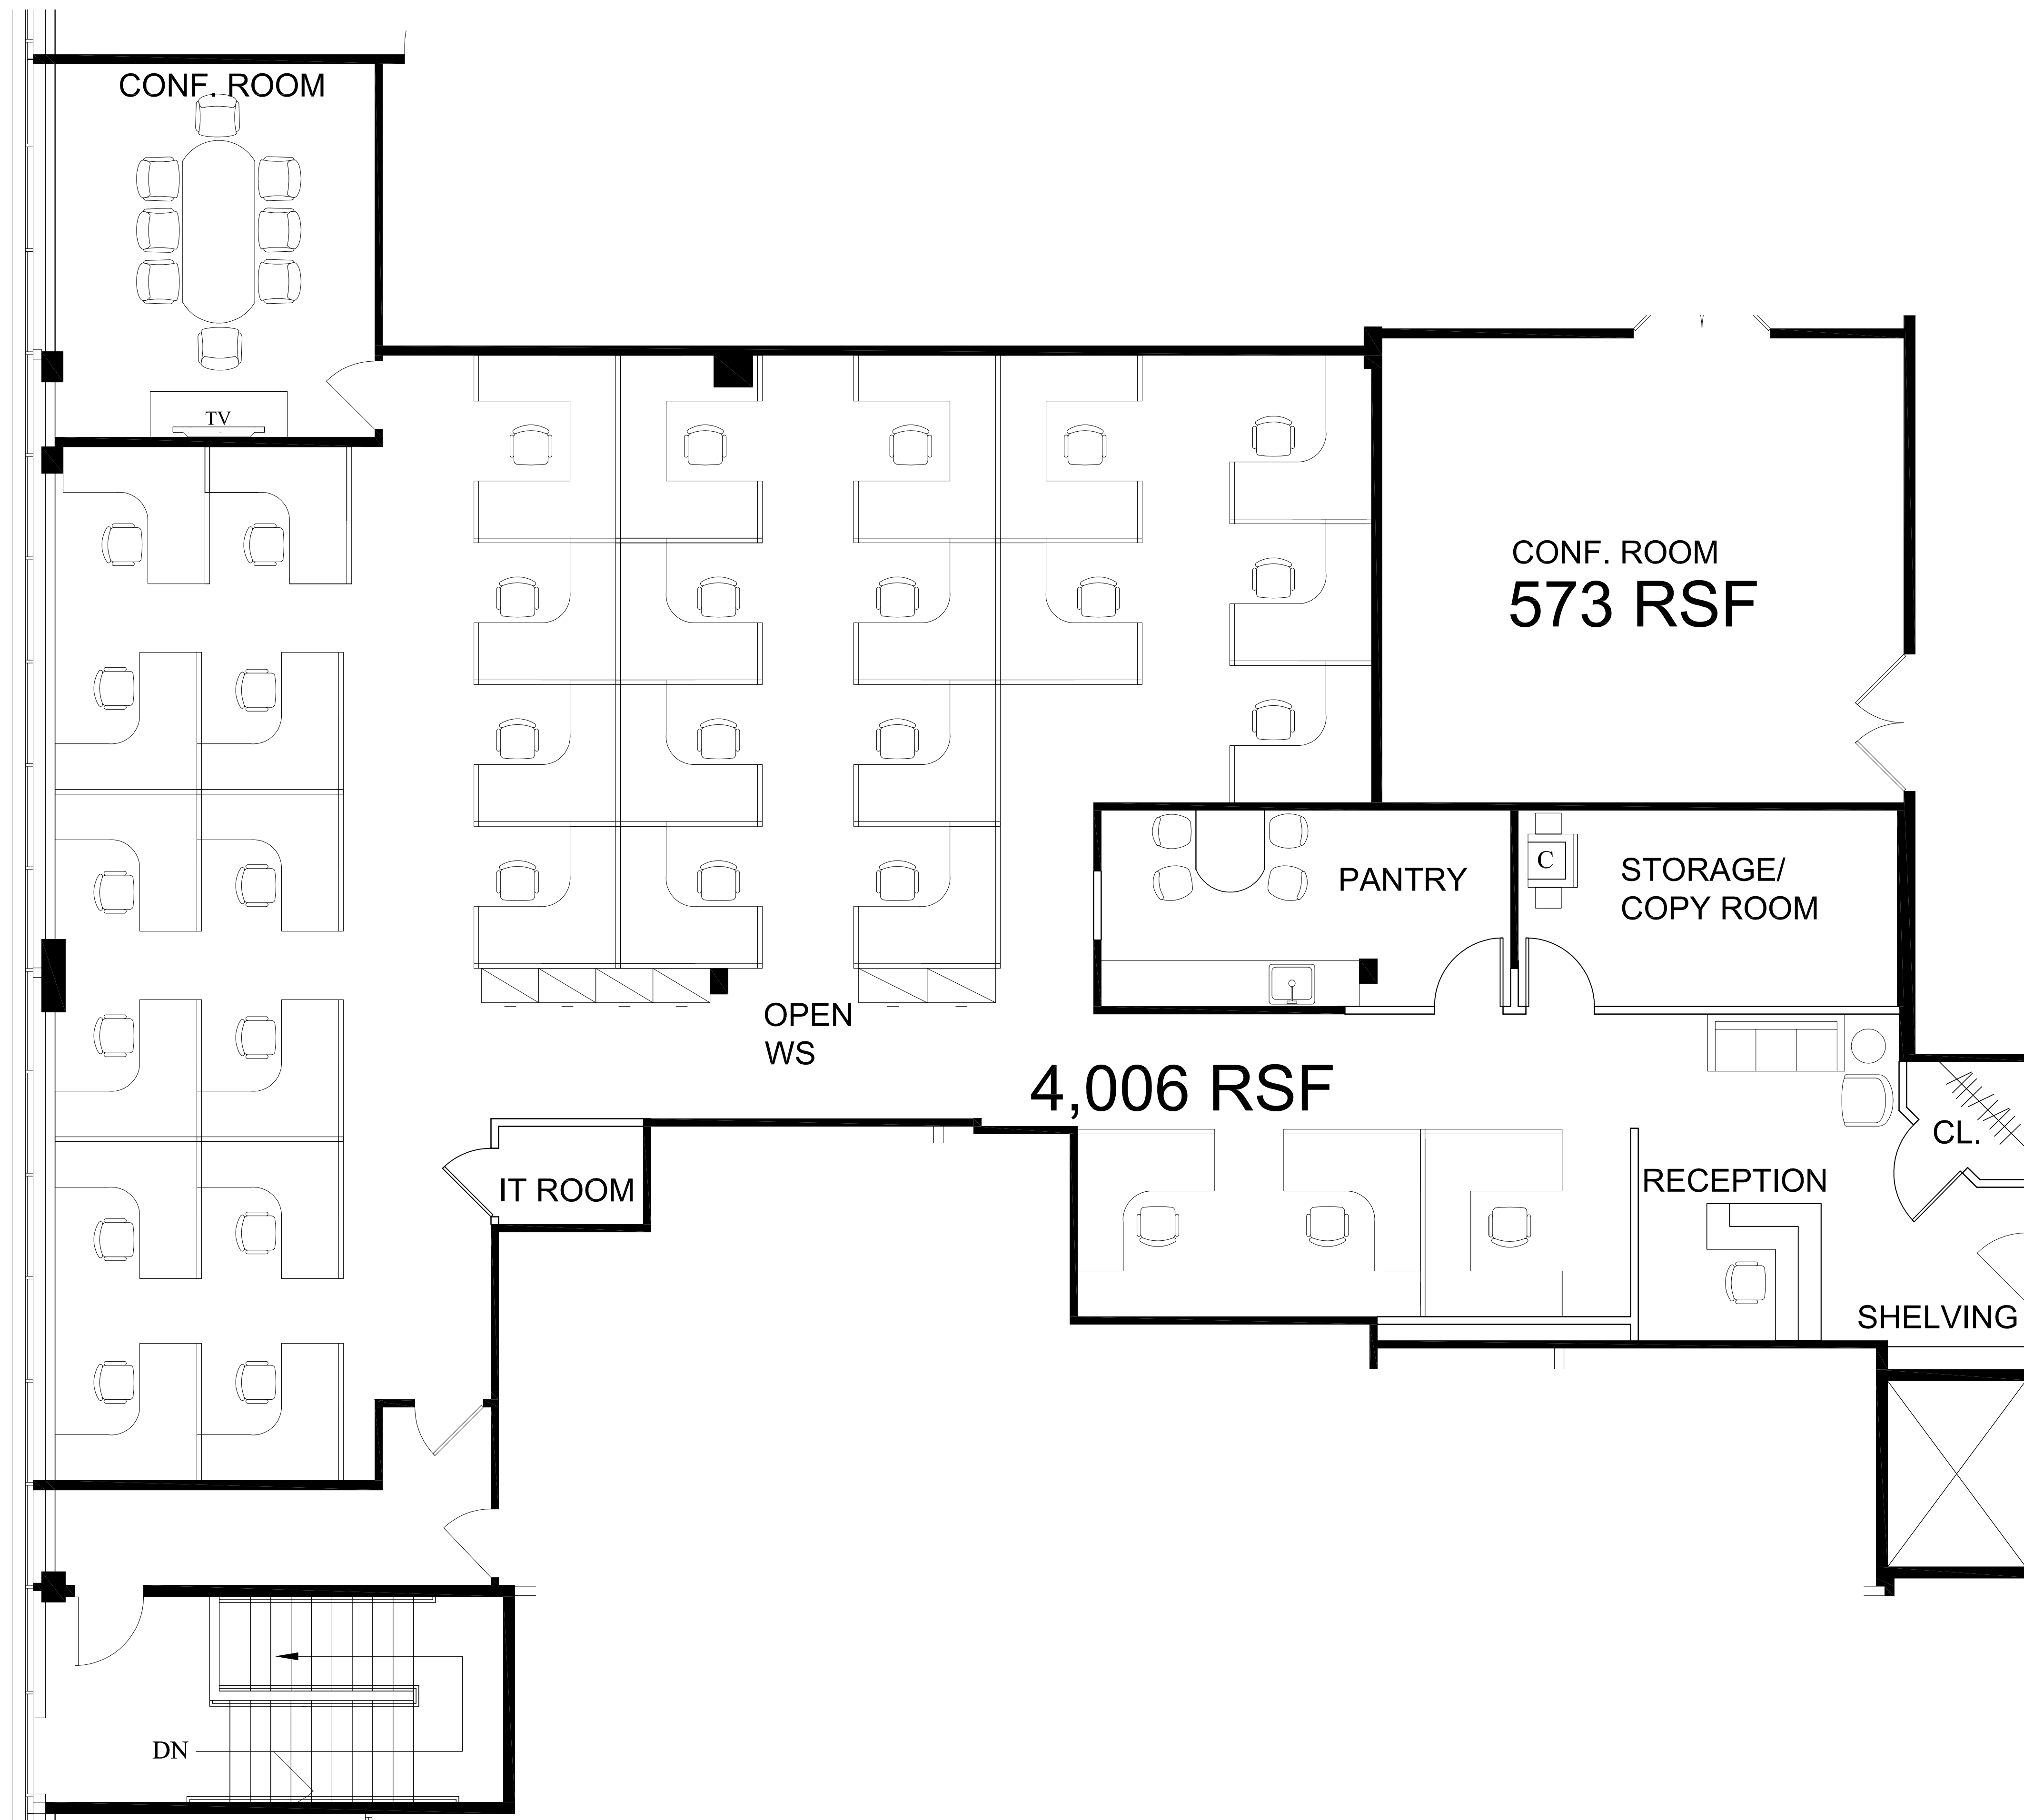 CONF. ROOM
TV
CONF. ROOM
573 RSF
PANTRY
C
STORAGE/
COPY ROOM
OPEN
WS
4,006 RSF
CL.
IT ROOM
RECEPTION
SHELVING
DN